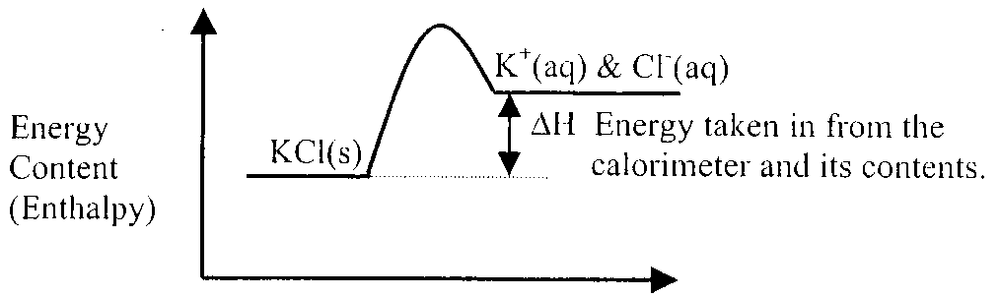 K⁺(aq) & Cl⁻(aq)
Energy
Content
(Enthalpy)
KCl(s)
ΔH Energy taken in from the
calorimeter and its contents.